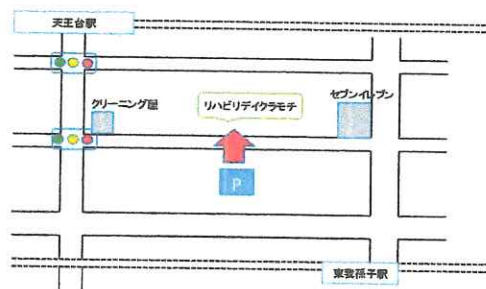 天王台駅
クリーニング屋
リハビリデイクラモチ
セブンイレブン
P
東我孫子駅